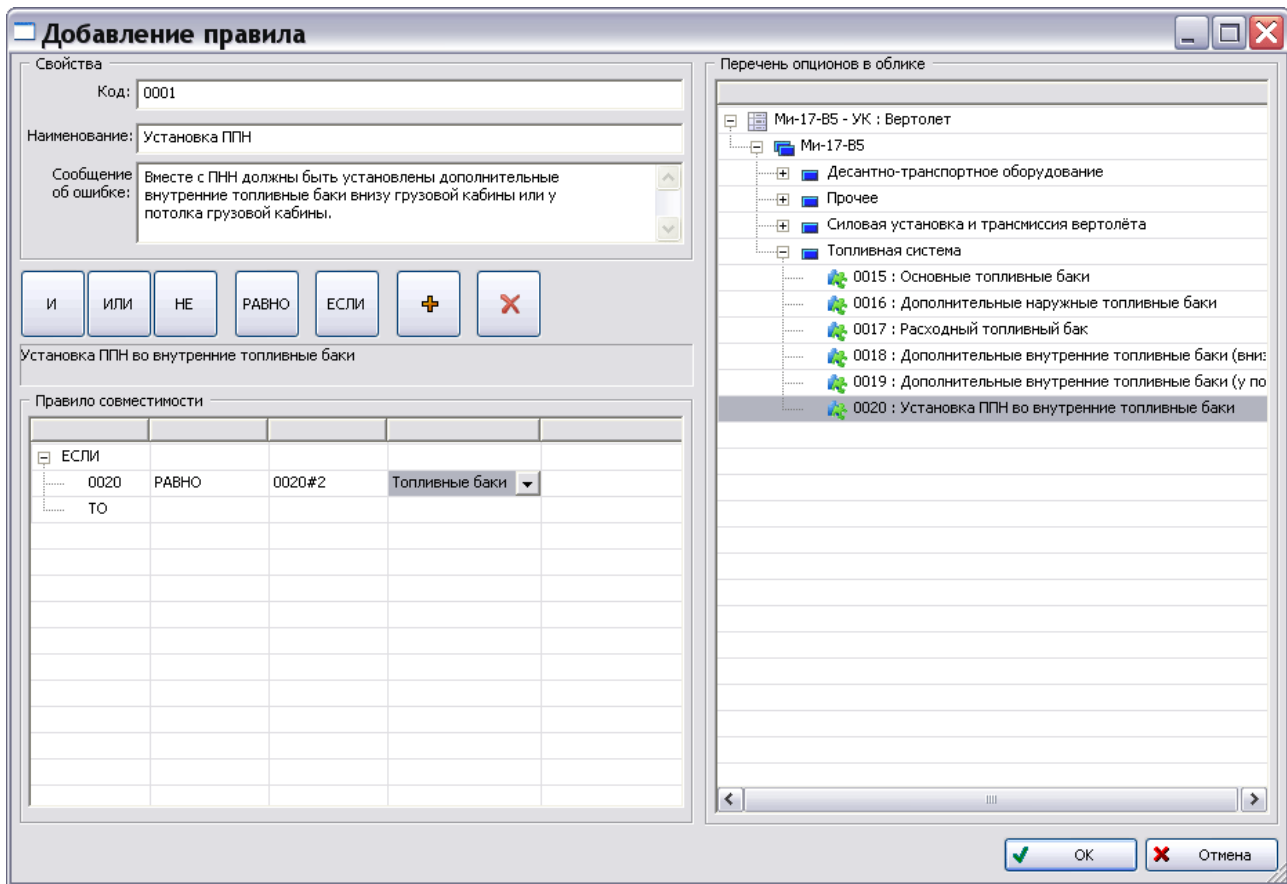 Добавление правила
Свойства
Код: 0001
Наименование: Установка ППН
Сообщение об ошибке:
Вместе с ПНН должны быть установлены дополнительные
внутренние топливные баки внизу грузовой кабины или у
потолка грузовой кабины.
И ИЛИ НЕ РАВНО ЕСЛИ
Установка ППН во внутренние топливные баки
Правило совместимости
ЕСЛИ
0020 РАВНО 0020#2 Топливные баки
ТО
Перечень опционов в облике
Ми-17-В5 - УК : Вертолет
Ми-17-В5
Десантно-транспортное оборудование
Прочее
Силовая установка и трансмиссия вертолёта
Топливная система
0015 : Основные топливные баки
0016 : Дополнительные наружные топливные баки
0017 : Расходный топливный бак
0018 : Дополнительные внутренние топливные баки (вниз
0019 : Дополнительные внутренние топливные баки (у по
0020 : Установка ППН во внутренние топливные баки
OK Отмена